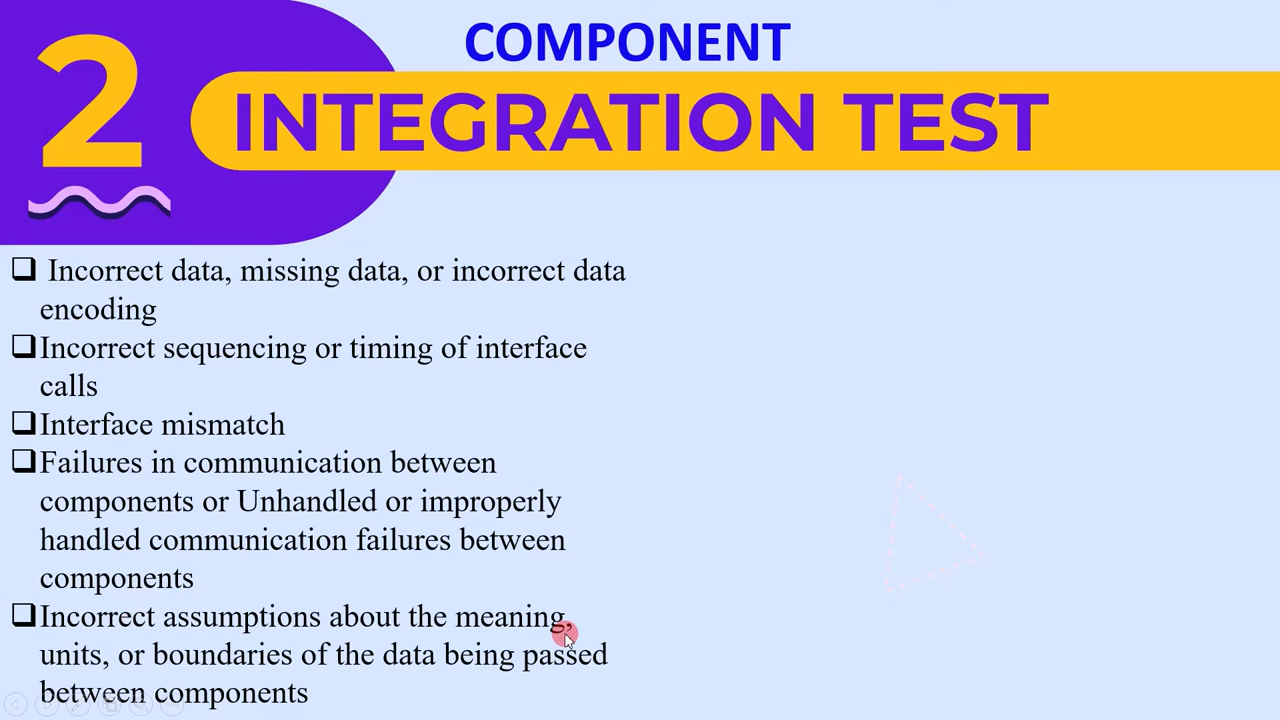 2
COMPONENT
INTEGRATION TEST
Incorrect data, missing data, or incorrect data
encoding
Incorrect sequencing or timing of interface
calls
Interface mismatch
Failures in communication between
components or Unhandled or improperly
handled communication failures between
components
Incorrect assumptions about the meaning,
units, or boundaries of the data being passed
between components